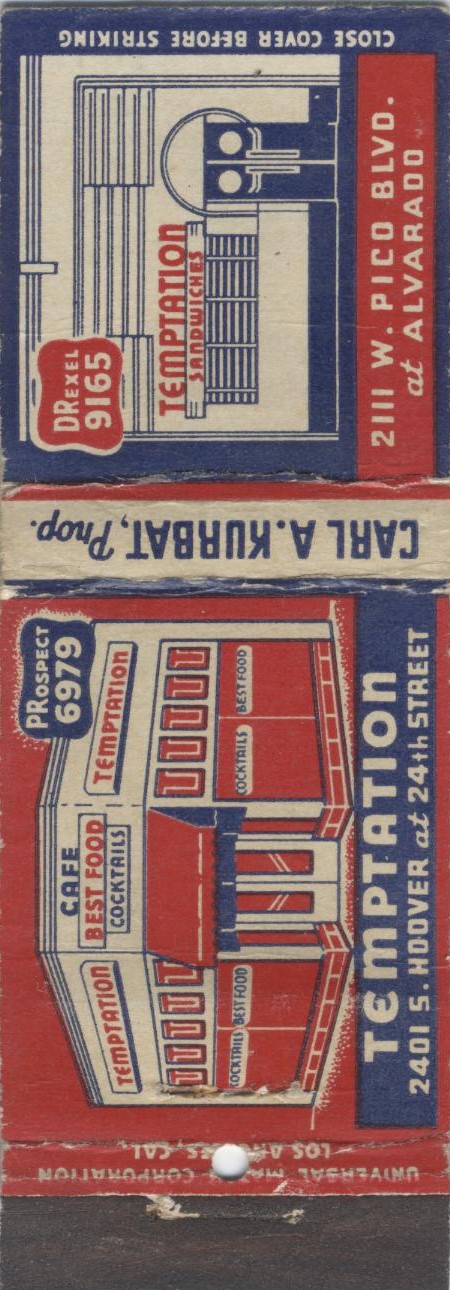 CLOSE COVER BEFORE STRIKING
DREXEL
9165
TEMPTATION
SANDWICHES
2111 W. PICO BLVD.
at ALVARADO
CARL A. KURBAT, Prop.
PROSPECT
6979
TEMPTATION
CAFE
BEST FOOD
COCKTAILS
TEMPTATION
COCKTAILS BEST FOOD
COCKTAILS BEST FOOD
TEMPTATION
2401 S. HOOVER at 24th STREET
UNIVERSAL CORPORATION
LOS CAL.